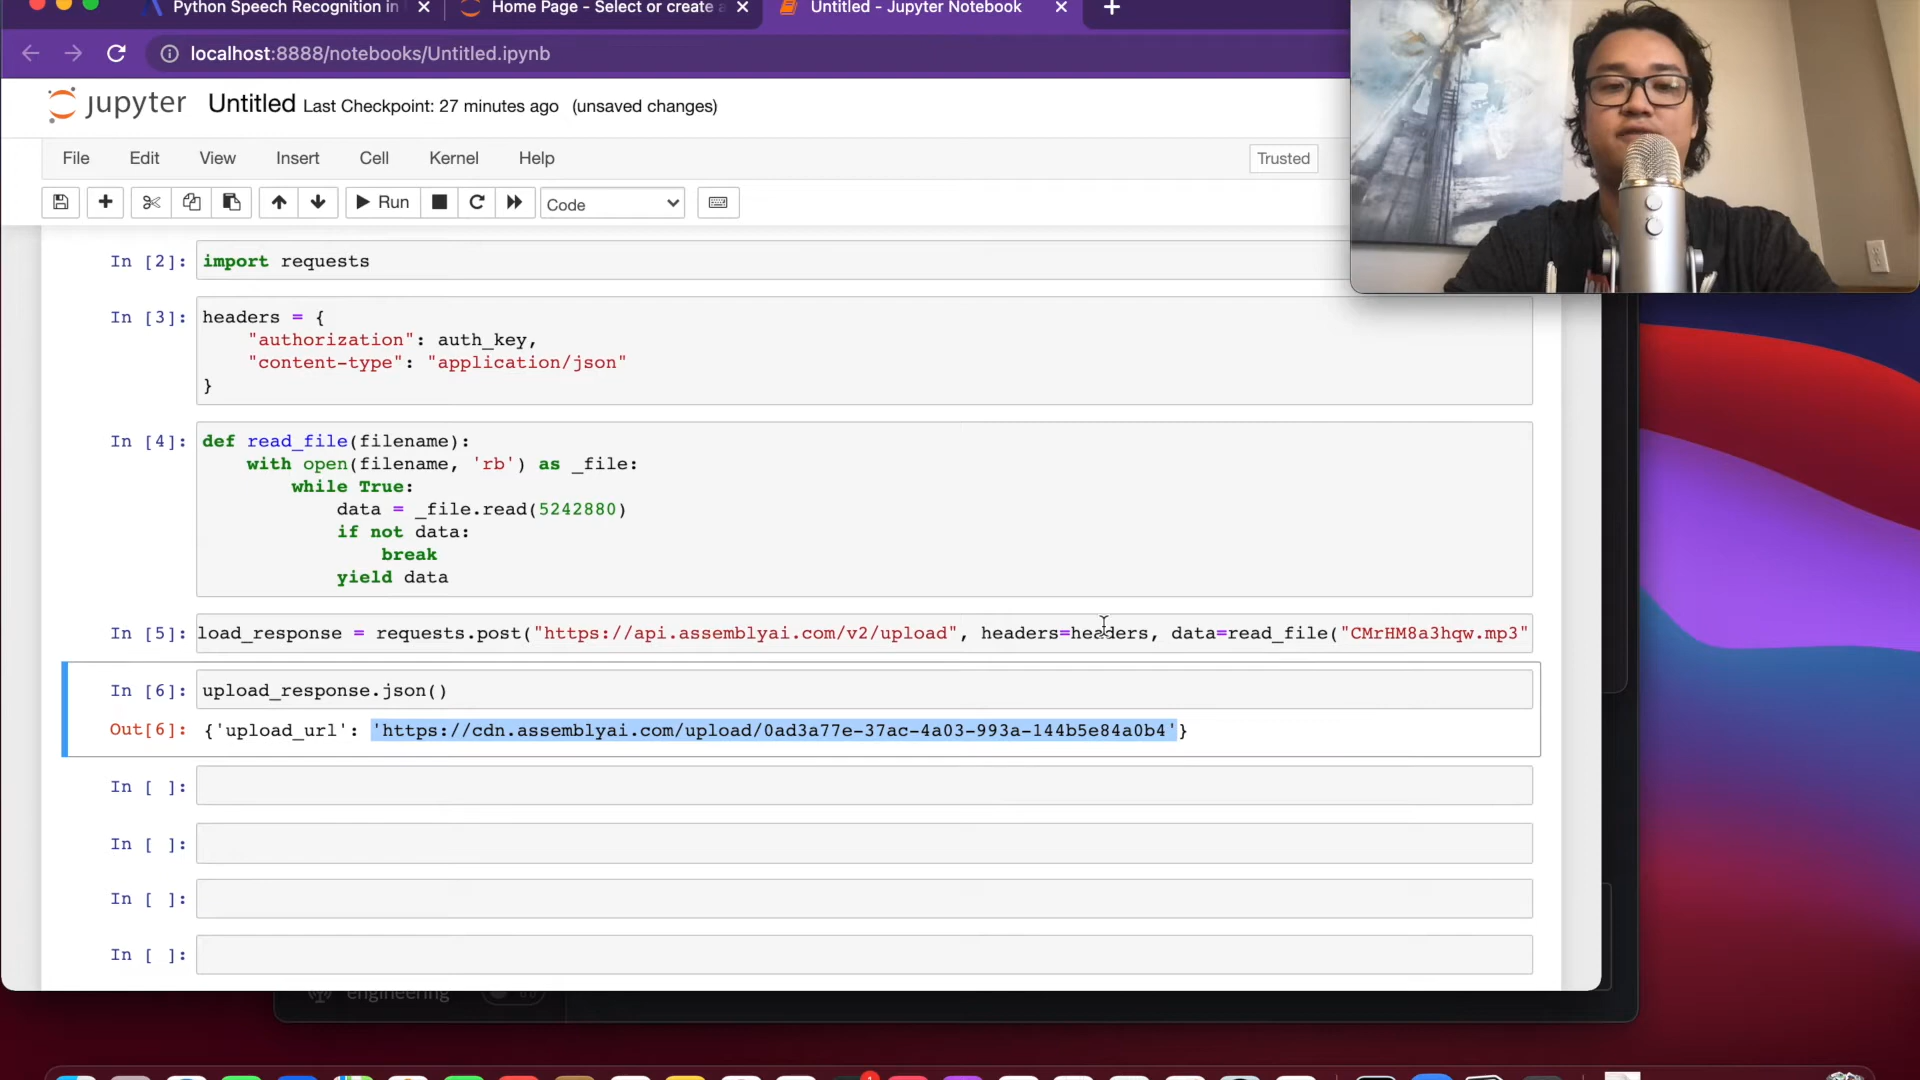 Python Speech Recognition in
Home Page - Select or create a
Untitled - Jupyter Notebook
localhost:8888/notebooks/Untitled.ipynb
jupyter Untitled Last Checkpoint: 27 minutes ago (unsaved changes)
File Edit View Insert Cell Kernel Help
Trusted
Run
Code
In [2]: import requests
In [3]: headers = {
"authorization": auth_key,
"content-type": "application/json"
}
In [4]: def read_file(filename):
with open(filename, 'rb') as _file:
while True:
data = _file.read(5242880)
if not data:
break
yield data
In [5]: load_response = requests.post("https://api.assemblyai.com/v2/upload", headers=headers, data=read_file("CMrHM8a3hqw.mp3"
In [6]: upload_response.json()
Out[6]: {'upload_url': 'https://cdn.assemblyai.com/upload/0ad3a77e-37ac-4a03-993a-144b5e84a0b4'}
In [ ]:
In [ ]:
In [ ]:
In [ ]:
engineering